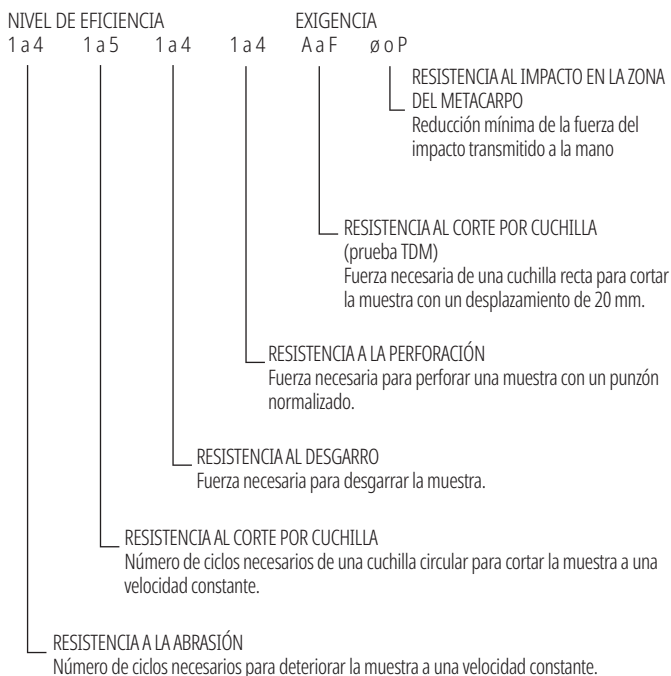 NIVEL DE EFICIENCIA EXIGENCIA
1 a 4 1 a 5 1 a 4 1 a 4 A a F ø o P
RESISTENCIA AL IMPACTO EN LA ZONA
DEL METACARPO
Reducción mínima de la fuerza del
impacto transmitido a la mano
RESISTENCIA AL CORTE POR CUCHILLA
(prueba TDM)
Fuerza necesaria de una cuchilla recta para cortar
la muestra con un desplazamiento de 20 mm.
RESISTENCIA A LA PERFORACIÓN
Fuerza necesaria para perforar una muestra con un punzón
normalizado.
RESISTENCIA AL DESGARRO
Fuerza necesaria para desgarrar la muestra.
RESISTENCIA AL CORTE POR CUCHILLA
Número de ciclos necesarios de una cuchilla circular para cortar la muestra a una
velocidad constante.
RESISTENCIA A LA ABRASIÓN
Número de ciclos necesarios para deteriorar la muestra a una velocidad constante.